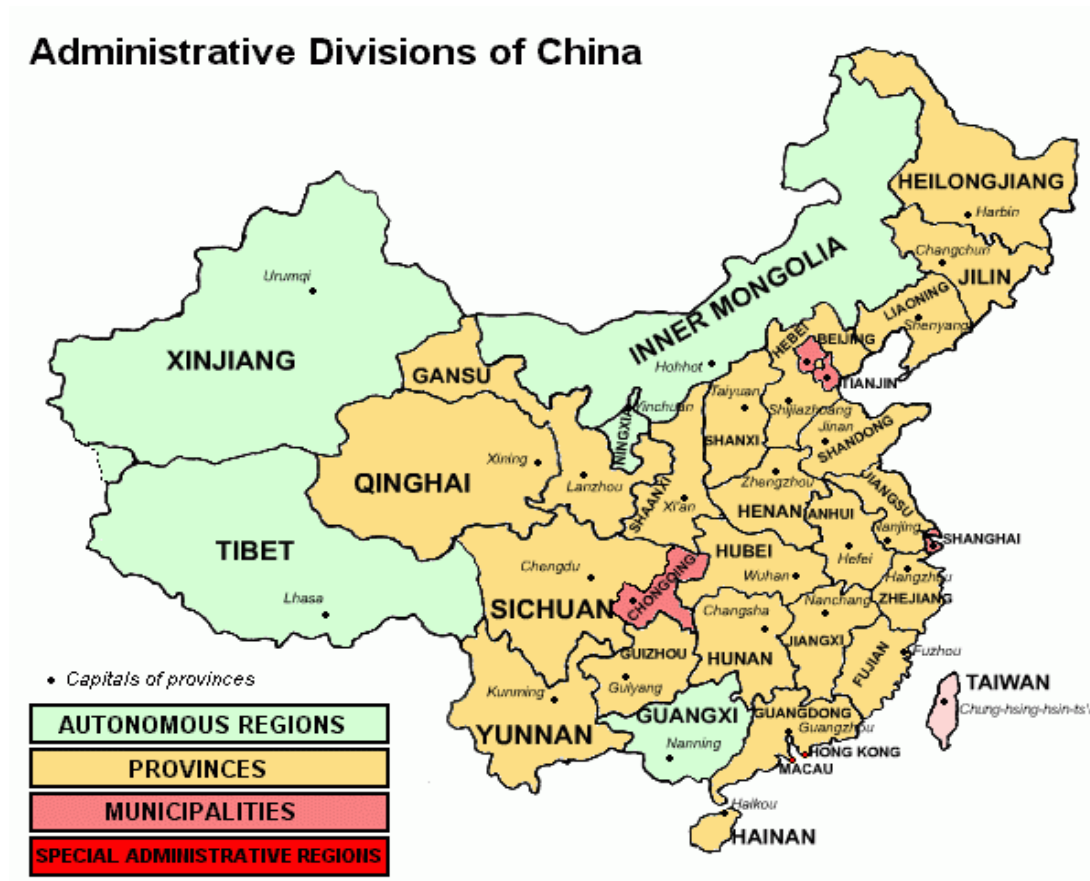 Administrative Divisions of China
HEILONGJIANG
Harbin
Changchun
JILIN
LIAONING
Shenyang
INNER MONGOLIA
Hohhot
HEBEI
BEIJING
TIANJIN
Urumqi
XINJIANG
GANSU
Yinchuan
NINGXIA
Taiyuan
SHANXI
Shijiazhuang
Jinan
SHANDONG
QINGHAI
Xining
Lanzhou
SHAANXI
Xi'an
Zhengzhou
HENAN
JIANGSU
ANHUI
Nanjing
Hefei
SHANGHAI
TIBET
Lhasa
Chengdu
SICHUAN
CHONGQING
HUBEI
Wuhan
Hangzhou
ZHEJIANG
Changsha
HUNAN
Nanchang
JIANGXI
GUIZHOU
Guiyang
FUJIAN
Fuzhou
Kunming
YUNNAN
GUANGXI
Nanning
GUANGDONG
Guangzhou
HONG KONG
MACAU
TAIWAN
Chung-hsing-hsin-ts'
Haikou
HAINAN
Capitals of provinces
AUTONOMOUS REGIONS
PROVINCES
MUNICIPALITIES
SPECIAL ADMINISTRATIVE REGIONS